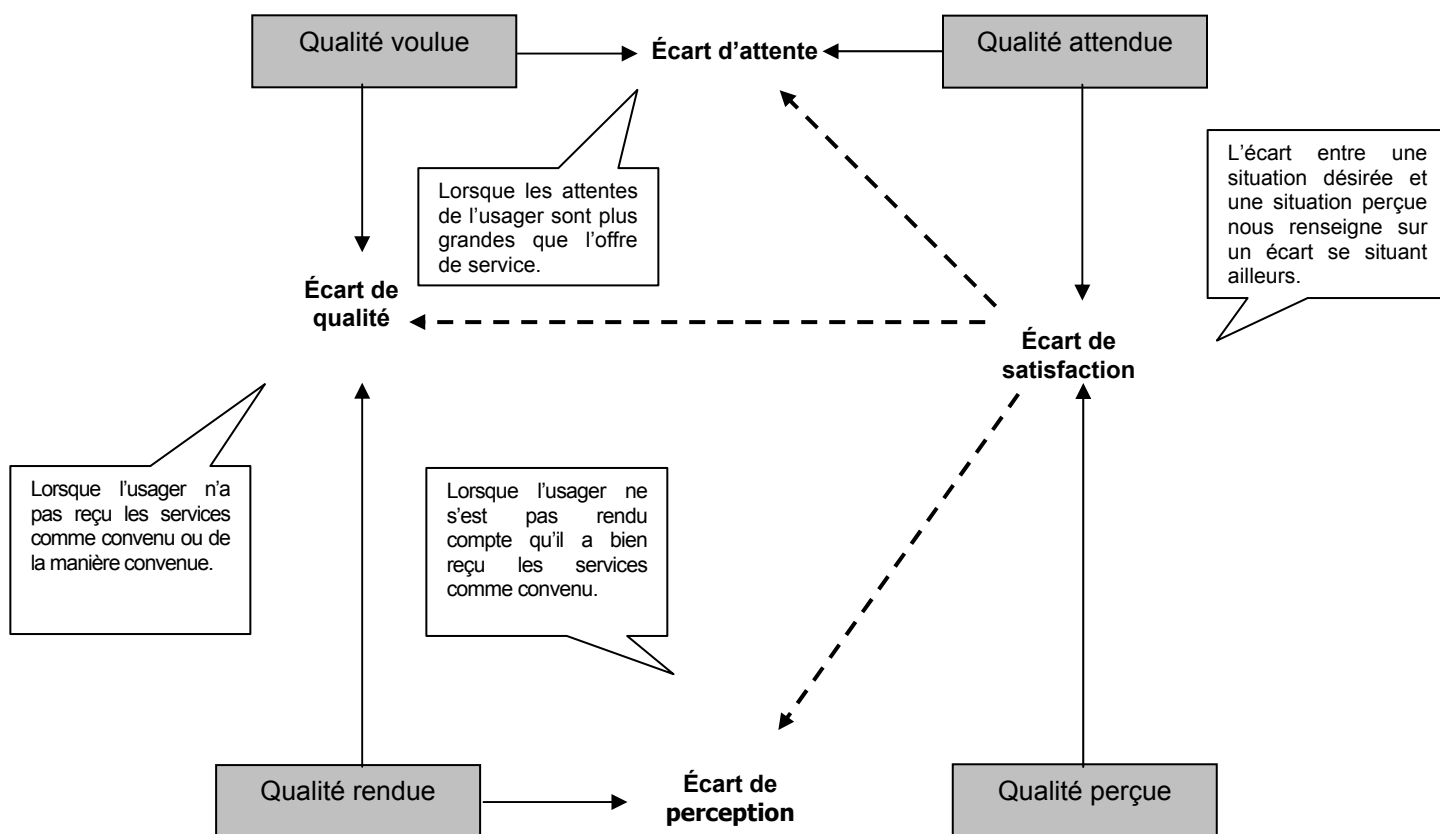 Qualité voulue
Écart d’attente
Qualité attendue
Lorsque les attentes
de l’usager sont plus
grandes que l’offre
de service.
L’écart entre une
situation désirée et
une situation perçue
nous renseigne sur
un écart se situant
ailleurs.
Écart de
qualité
Écart de
satisfaction
Lorsque l’usager n’a
pas reçu les services
comme convenu ou de
la manière convenue.
Lorsque l’usager ne
s’est pas rendu
compte qu’il a bien
reçu les services
comme convenu.
Qualité rendue
Écart de
perception
Qualité perçue